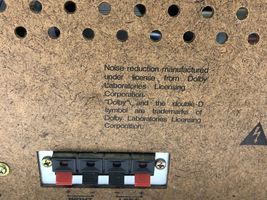 Noise reduction manufactured
under license from Dolby
Laboratories Licensing
Corporation.
"Dolby" and the double-D
symbol are trademarks of
Dolby Laboratories Licensing
Corporation.